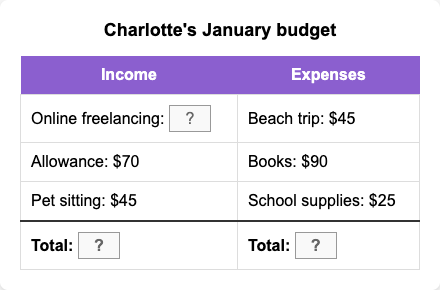 Charlotte's January budget
Income Expenses
Online freelancing: ? Beach trip: $45
Allowance: $70 Books: $90
Pet sitting: $45 School supplies: $25
Total: ? Total: ?